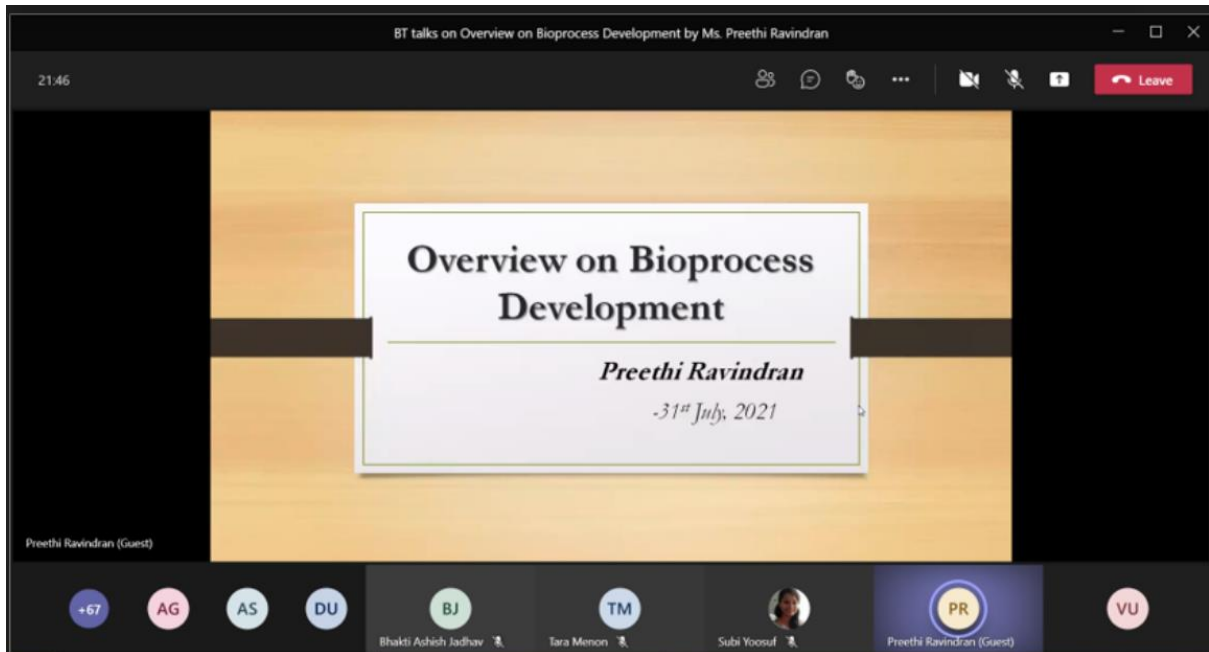 BT talks on Overview on Bioprocess Development by Ms. Preethi Ravindran
21:46
Leave
Overview on Bioprocess
Development
Preethi Ravindran
-31st July, 2021
Preethi Ravindran (Guest)
+67
AG
AS
DU
BJ
TM
PR
VU
Bhakti Ashish Jadhav
Tara Menon
Subi Yoosuf
Preethi Ravindran (Guest)